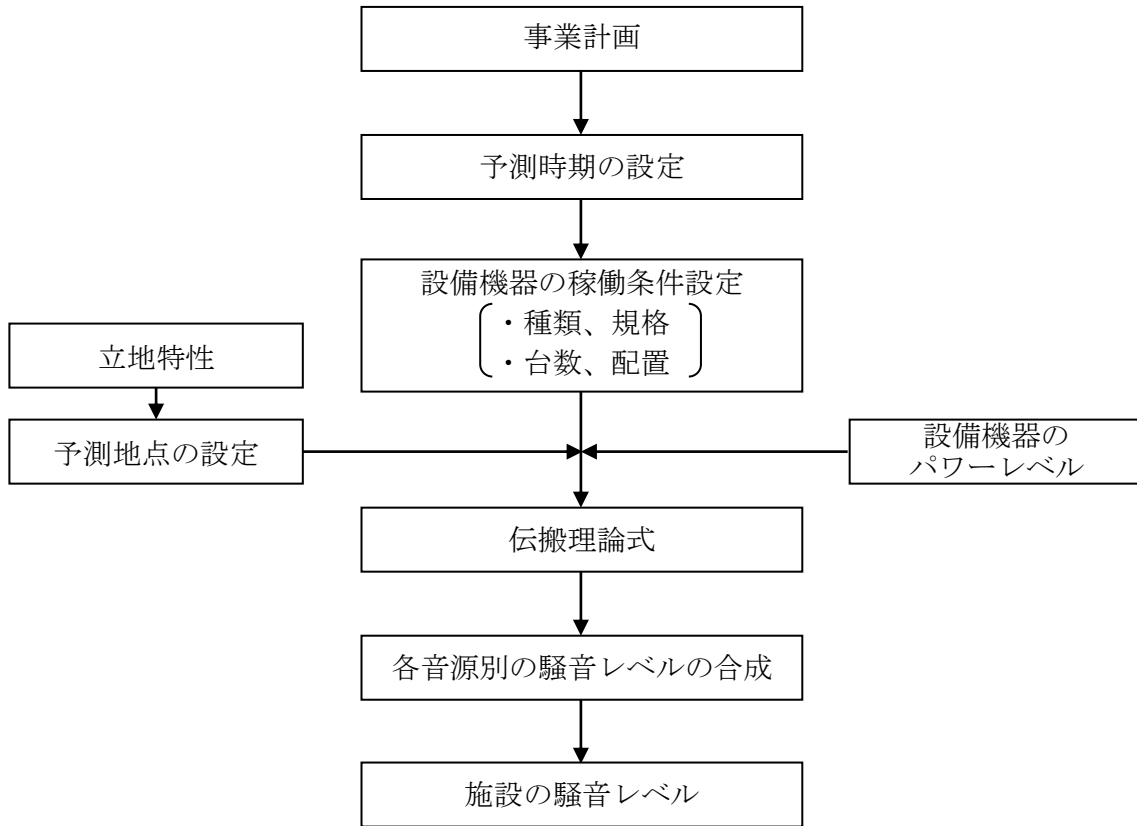 事業計画
予測時期の設定
設備機器の稼働条件設定
・種類、規格
・台数、配置
立地特性
予測地点の設定
設備機器の
パワーレベル
伝搬理論式
各音源別の騒音レベルの合成
施設の騒音レベル